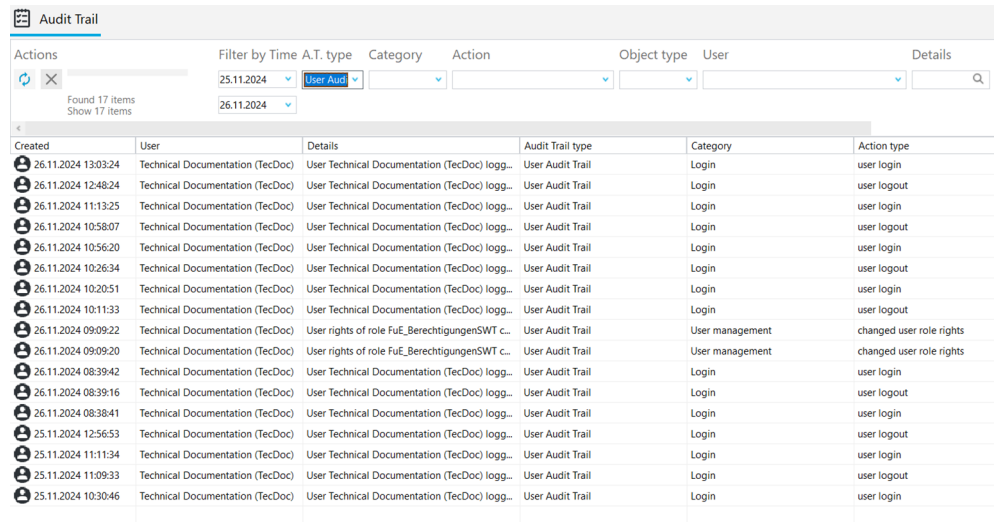 Audit Trail
Actions Filter by Time A.T. type Category Action Object type User Details
25.11.2024 User Audi
Found 17 items
Show 17 items
26.11.2024
Created User Details Audit Trail type Category Action type
26.11.2024 13:03:24 Technical Documentation (TecDoc) User Technical Documentation (TecDoc) logg... User Audit Trail Login user login
26.11.2024 12:48:24 Technical Documentation (TecDoc) User Technical Documentation (TecDoc) logg... User Audit Trail Login user logout
26.11.2024 11:13:25 Technical Documentation (TecDoc) User Technical Documentation (TecDoc) logg... User Audit Trail Login user login
26.11.2024 10:58:07 Technical Documentation (TecDoc) User Technical Documentation (TecDoc) logg... User Audit Trail Login user logout
26.11.2024 10:56:20 Technical Documentation (TecDoc) User Technical Documentation (TecDoc) logg... User Audit Trail Login user login
26.11.2024 10:26:34 Technical Documentation (TecDoc) User Technical Documentation (TecDoc) logg... User Audit Trail Login user logout
26.11.2024 10:20:51 Technical Documentation (TecDoc) User Technical Documentation (TecDoc) logg... User Audit Trail Login user login
26.11.2024 10:11:33 Technical Documentation (TecDoc) User Technical Documentation (TecDoc) logg... User Audit Trail Login user logout
26.11.2024 09:09:22 Technical Documentation (TecDoc) User rights of role FuE_BerechtigungenSWT c... User Audit Trail User management changed user role rights
26.11.2024 09:09:20 Technical Documentation (TecDoc) User rights of role FuE_BerechtigungenSWT c... User Audit Trail User management changed user role rights
26.11.2024 08:39:42 Technical Documentation (TecDoc) User Technical Documentation (TecDoc) logg... User Audit Trail Login user login
26.11.2024 08:39:16 Technical Documentation (TecDoc) User Technical Documentation (TecDoc) logg... User Audit Trail Login user logout
26.11.2024 08:38:41 Technical Documentation (TecDoc) User Technical Documentation (TecDoc) logg... User Audit Trail Login user login
25.11.2024 12:56:53 Technical Documentation (TecDoc) User Technical Documentation (TecDoc) logg... User Audit Trail Login user logout
25.11.2024 11:11:34 Technical Documentation (TecDoc) User Technical Documentation (TecDoc) logg... User Audit Trail Login user login
25.11.2024 11:09:33 Technical Documentation (TecDoc) User Technical Documentation (TecDoc) logg... User Audit Trail Login user logout
25.11.2024 10:30:46 Technical Documentation (TecDoc) User Technical Documentation (TecDoc) logg... User Audit Trail Login user login